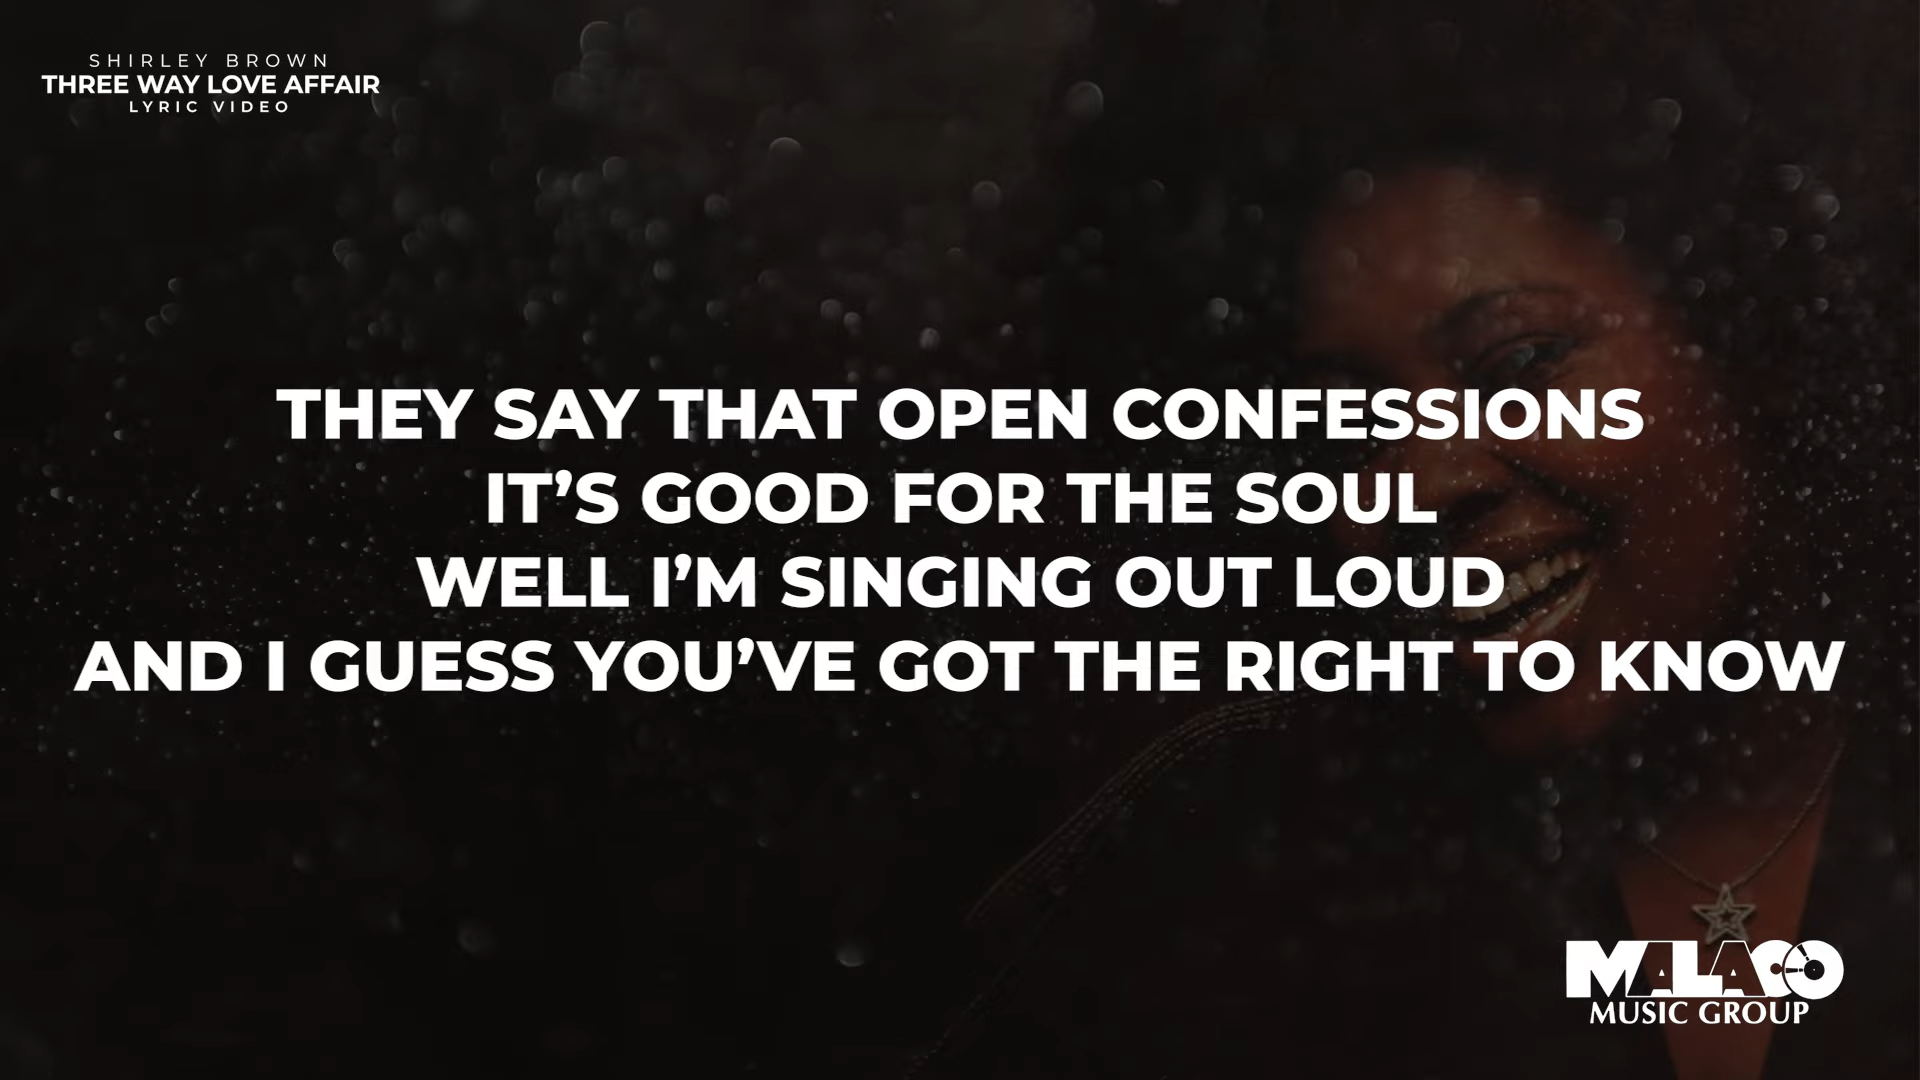 SHIRLEY BROWN
THREE WAY LOVE AFFAIR
LYRIC VIDEO
THEY SAY THAT OPEN CONFESSIONS
IT’S GOOD FOR THE SOUL
WELL I’M SINGING OUT LOUD
AND I GUESS YOU’VE GOT THE RIGHT TO KNOW
MALACO
MUSIC GROUP